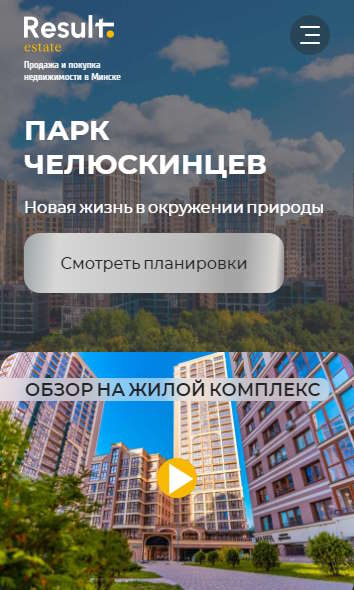 Result.
estate
Продажа и покупка
недвижимости в Минске
ПАРК
ЧЕЛЮСКИНЦЕВ
Новая жизнь в окружении природы
Смотреть планировки
ОБЗОР НА ЖИЛОЙ КОМПЛЕКС